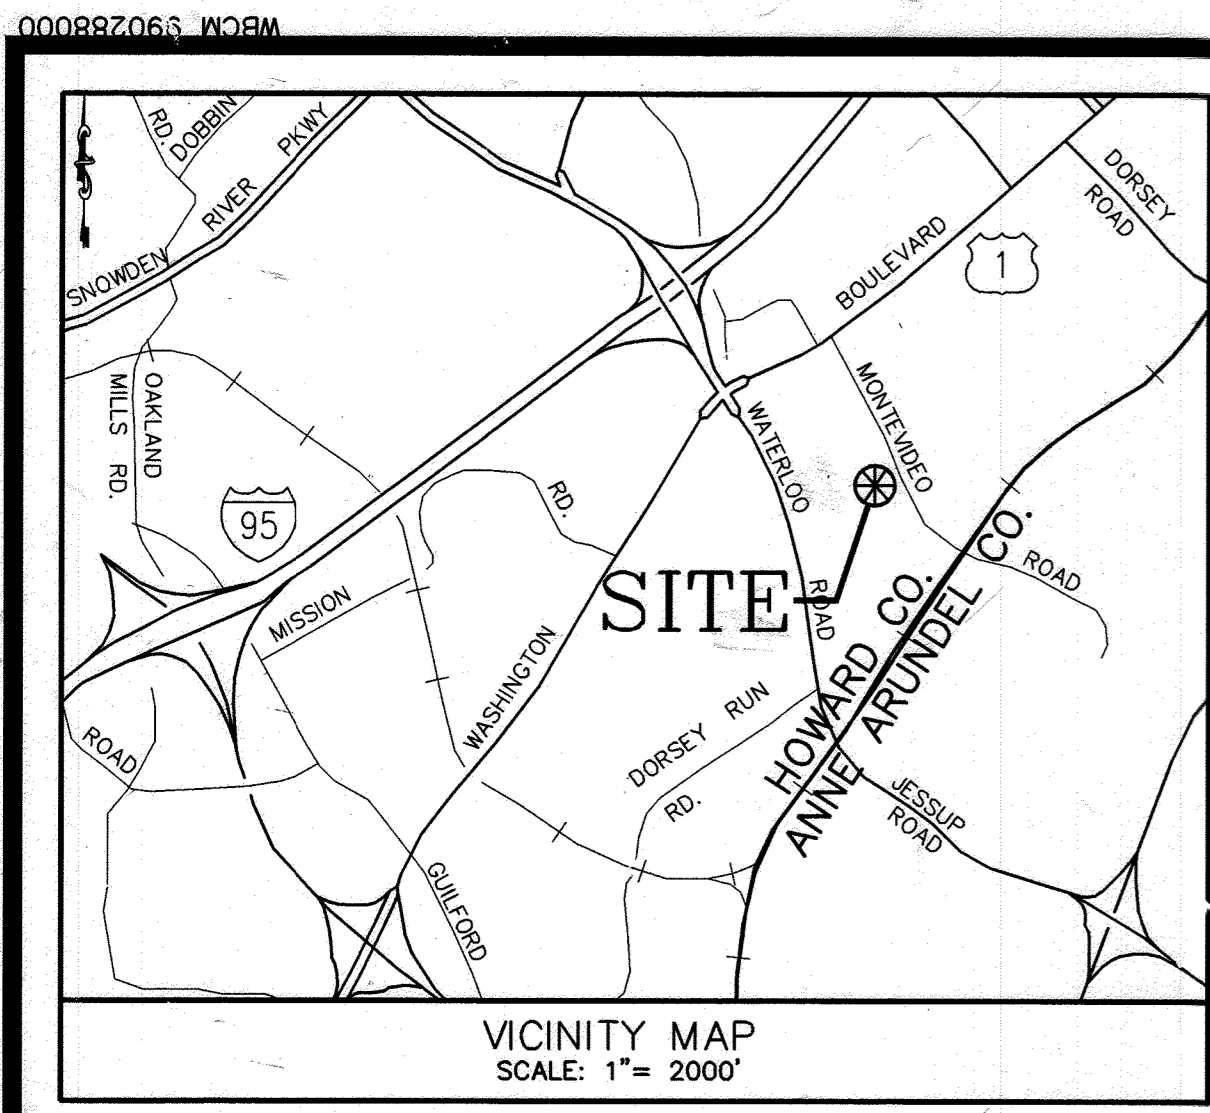 WBCM 990288000
DOBBIN
RD.
SNOWDEN RIVER PKWY
DORSEY
ROAD
BOULEVARD
1
OAKLAND
MILLS RD.
MONTEVIDEO
ROAD
WATERLOO
ROAD
RD.
95
SITE
MISSION
ROAD
WASHINGTON
HOWARD CO.
ANNE ARUNDEL CO.
DORSEY RUN
RD.
JESSUP
ROAD
GUILFORD
VICINITY MAP
SCALE: 1"= 2000'